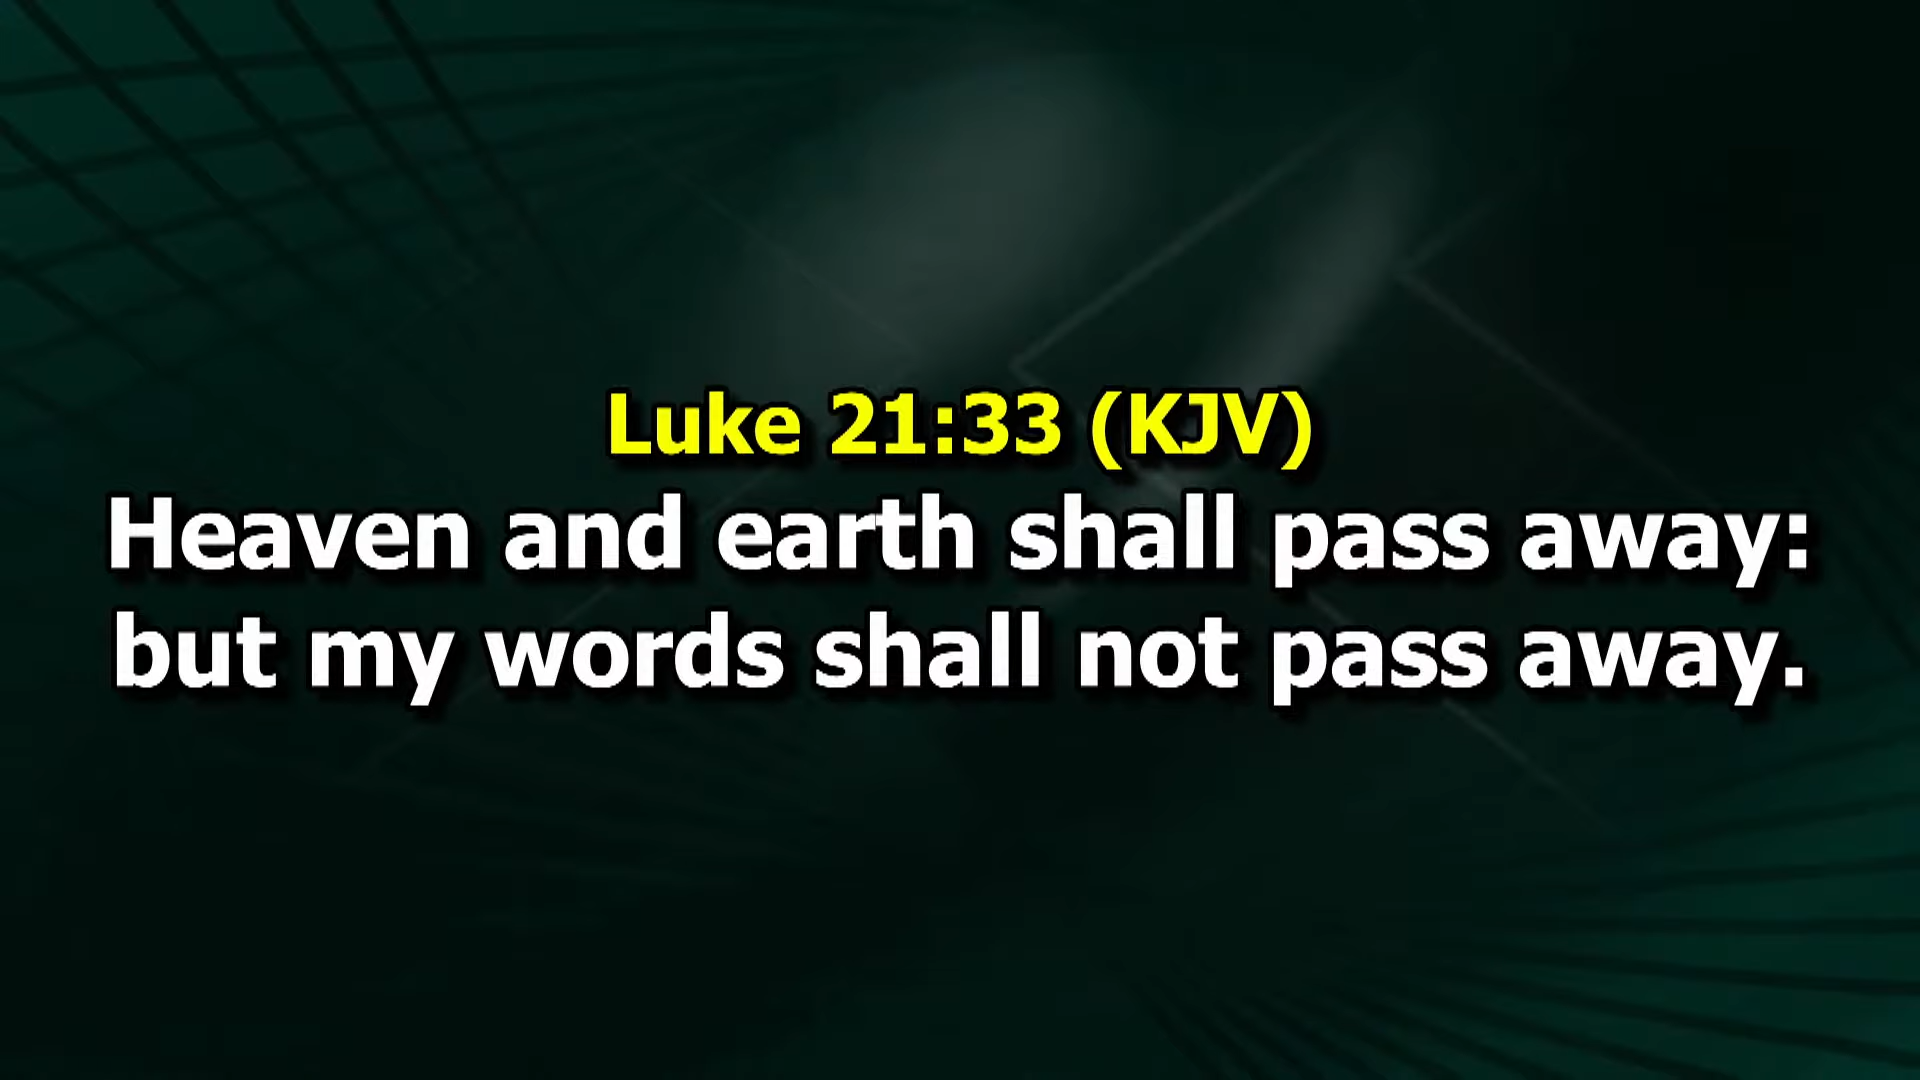 Luke 21:33 (KJV)
Heaven and earth shall pass away:
but my words shall not pass away.